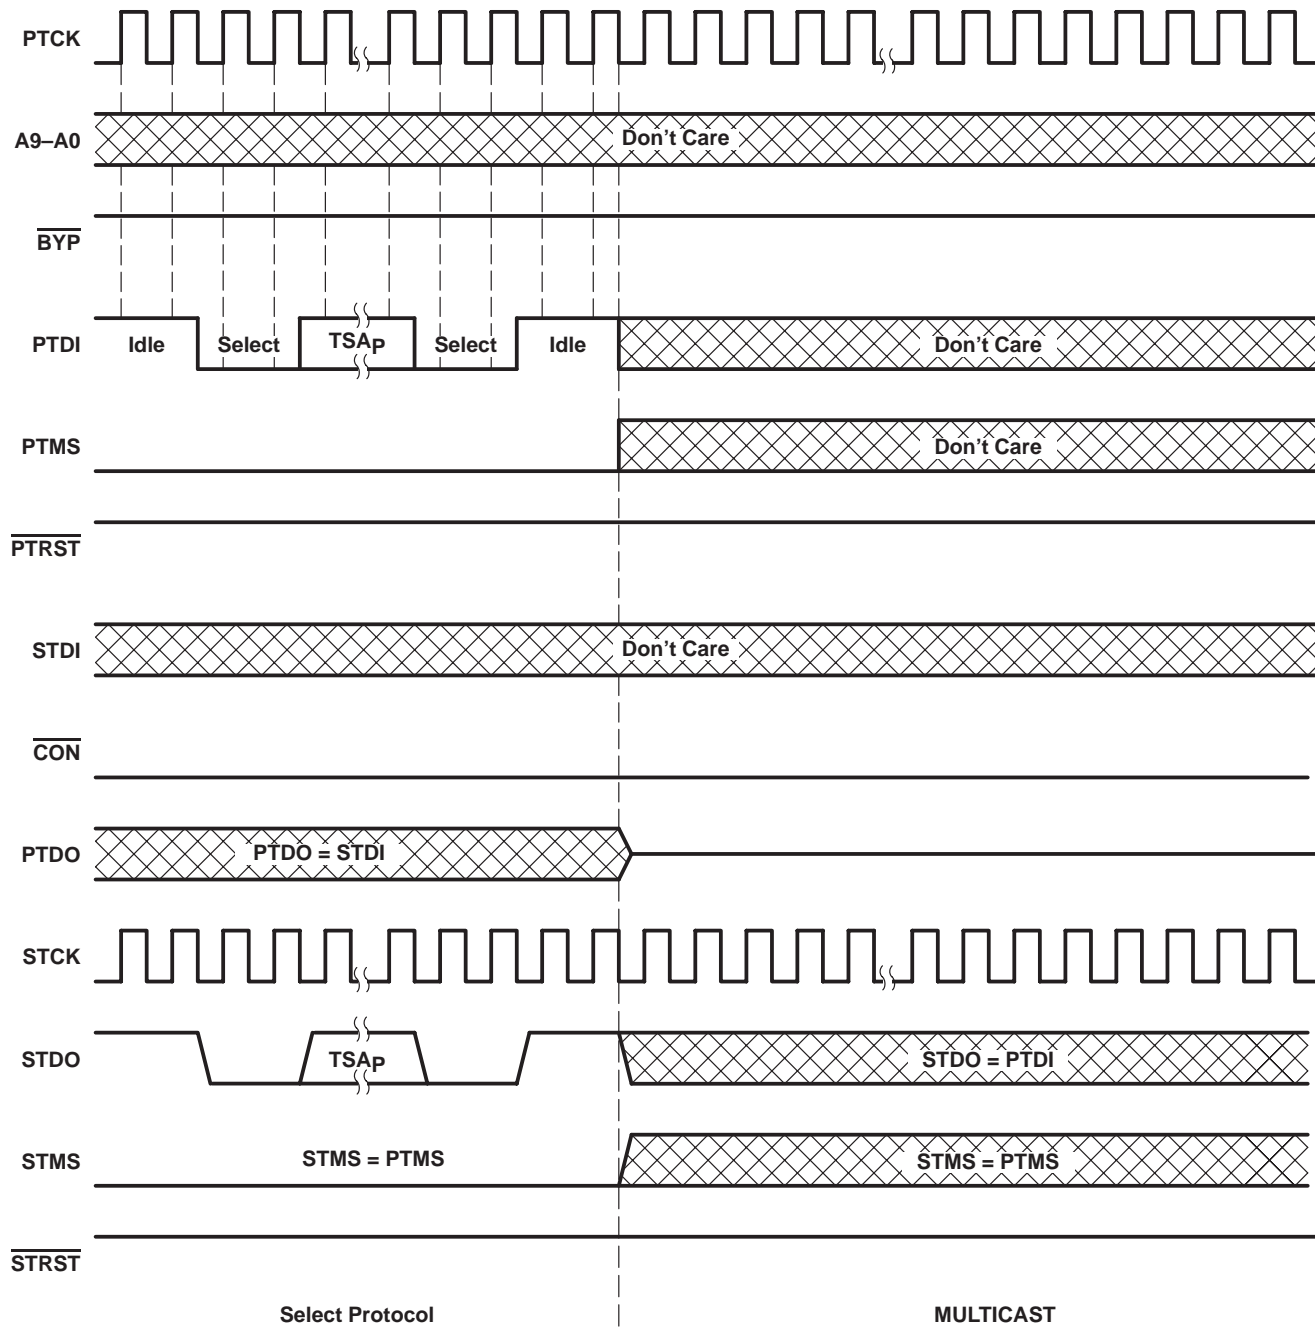 PTCK
A9–A0
Don't Care
BYP
PTDI
Idle
Select
TSAP
Select
Idle
Don't Care
PTMS
Don't Care
PTRST
STDI
Don't Care
CON
PTDO
PTDO = STDI
STCK
STDO
TSAP
STDO = PTDI
STMS
STMS = PTMS
STMS = PTMS
STRST
Select Protocol
MULTICAST